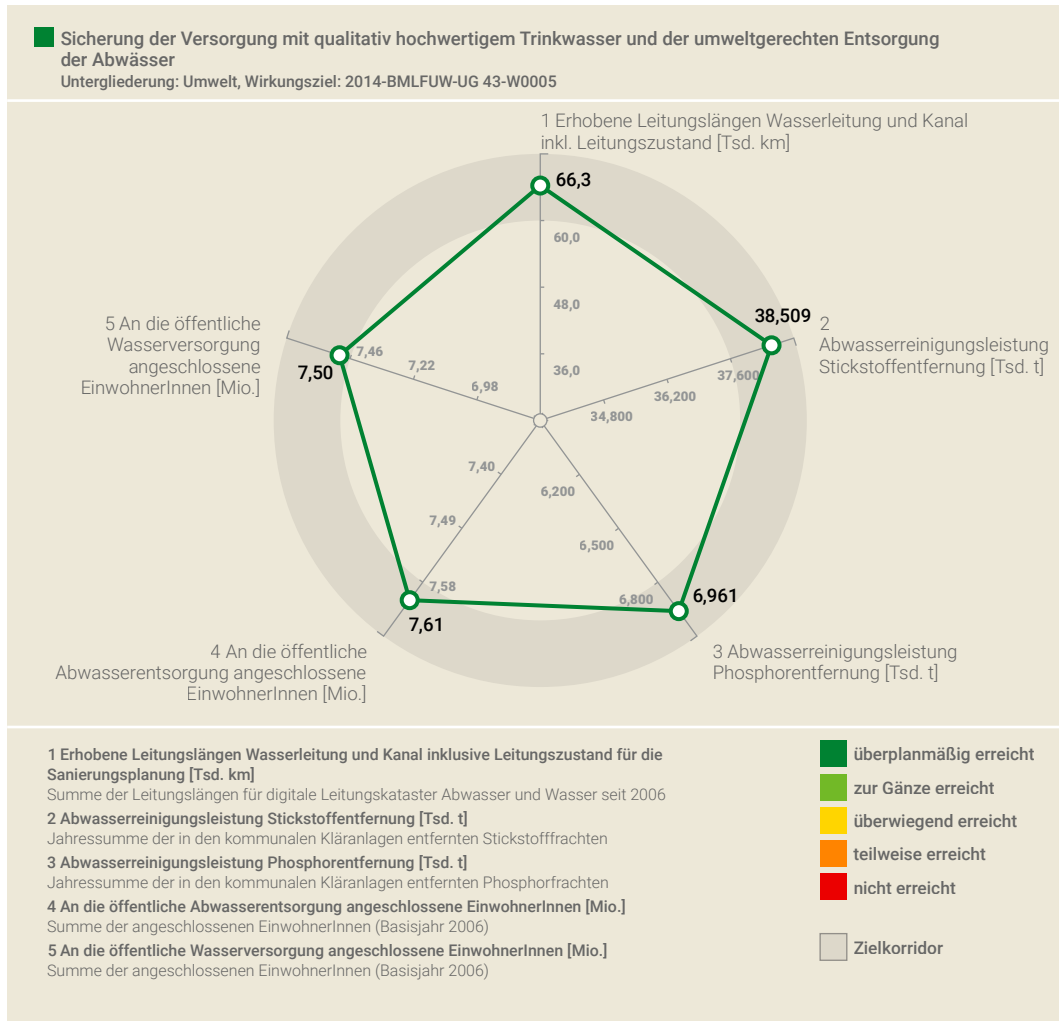 Sicherung der Versorgung mit qualitativ hochwertigem Trinkwasser und der umweltgerechten Entsorgung
der Abwässer
Untergliederung: Umwelt, Wirkungsziel: 2014-BMLFUW-UG 43-W0005
1 Erhobene Leitungslängen Wasserleitung und Kanal
inkl. Leitungszustand [Tsd. km]
66,3
60,0
48,0
36,0
38,509
2
Abwasserreinigungsleistung
Stickstoffentfernung [Tsd. t]
37,600
36,200
34,800
5 An die öffentliche
Wasserversorgung
angeschlossene
EinwohnerInnen [Mio.]
7,50
7,46
7,22
6,98
7,40
7,49
7,58
7,61
6,200
6,500
6,800
6,961
4 An die öffentliche
Abwasserentsorgung angeschlossene
EinwohnerInnen [Mio.]
3 Abwasserreinigungsleistung
Phosphorentfernung [Tsd. t]
1 Erhobene Leitungslängen Wasserleitung und Kanal inklusive Leitungszustand für die
Sanierungsplanung [Tsd. km]
Summe der Leitungslängen für digitale Leitungskataster Abwasser und Wasser seit 2006
2 Abwasserreinigungsleistung Stickstoffentfernung [Tsd. t]
Jahressumme der in den kommunalen Kläranlagen entfernten Stickstofffrachten
3 Abwasserreinigungsleistung Phosphorentfernung [Tsd. t]
Jahressumme der in den kommunalen Kläranlagen entfernten Phosphorfrachten
4 An die öffentliche Abwasserentsorgung angeschlossene EinwohnerInnen [Mio.]
Summe der angeschlossenen EinwohnerInnen (Basisjahr 2006)
5 An die öffentliche Wasserversorgung angeschlossene EinwohnerInnen [Mio.]
Summe der angeschlossenen EinwohnerInnen (Basisjahr 2006)
überplanmäßig erreicht
zur Gänze erreicht
überwiegend erreicht
teilweise erreicht
nicht erreicht
Zielkorridor